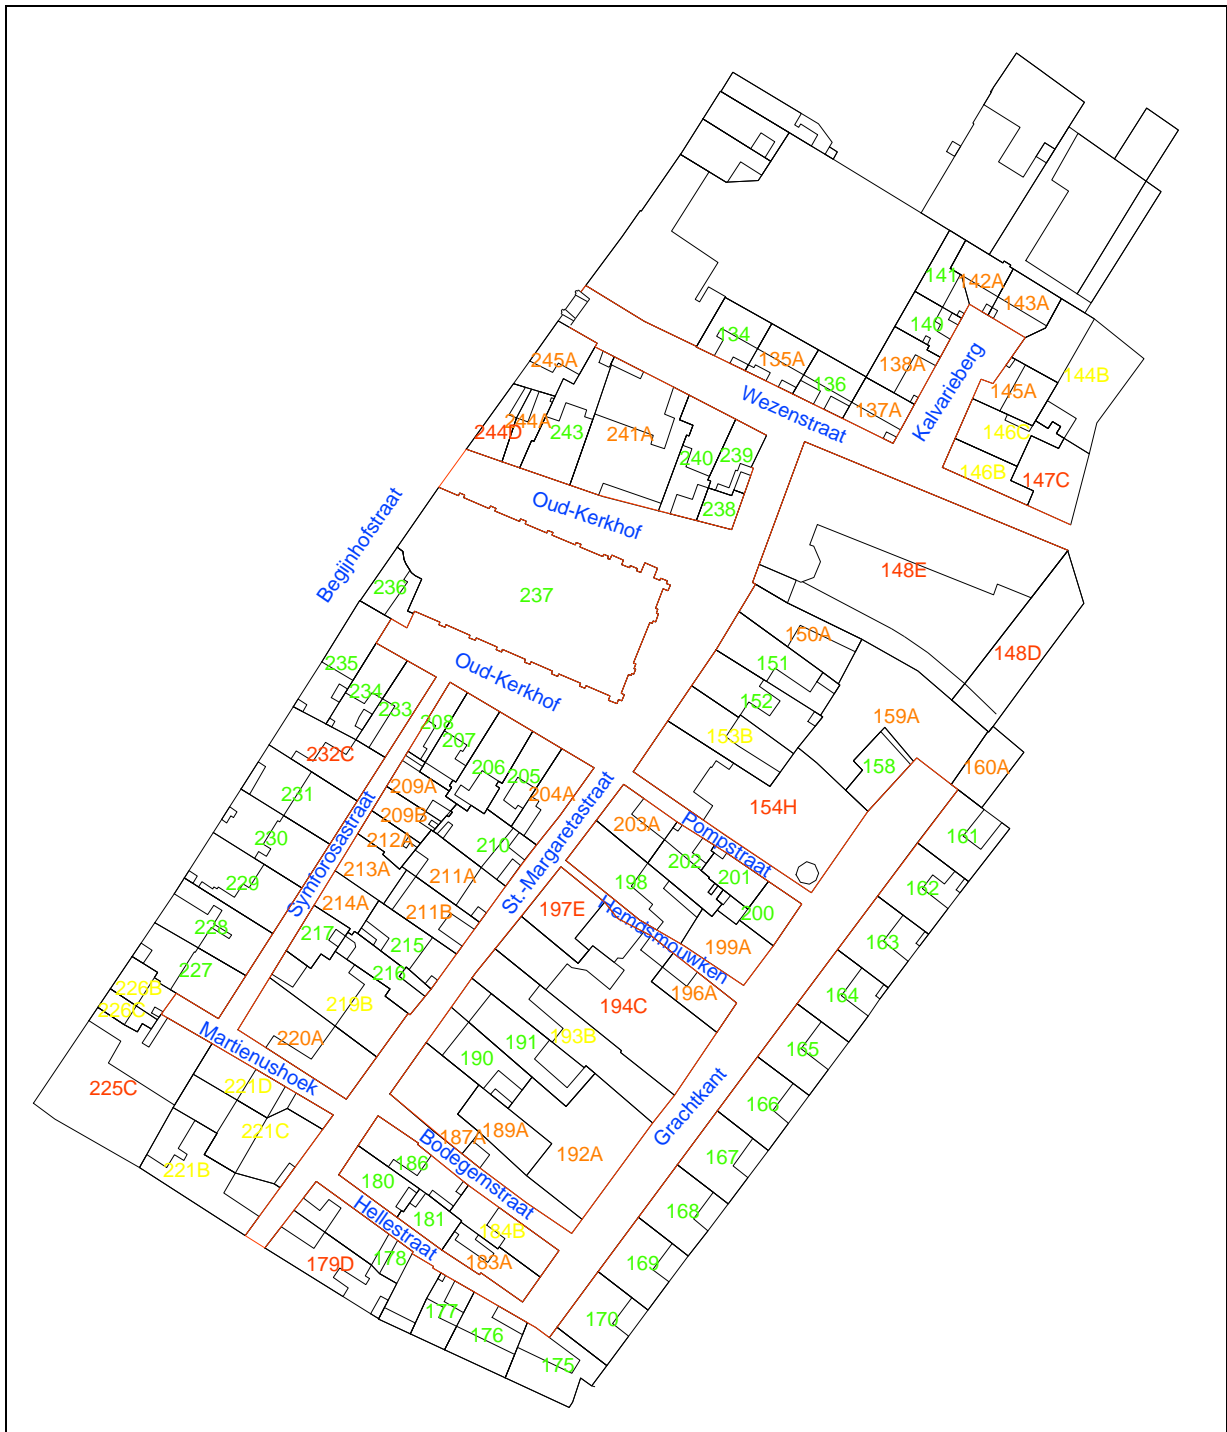 141
142A
143A
140
134
135A
136
138A
137A
144B
145A
146C
146B
147C
Kalvarieberg
Wezenstraat
245A
244A
244D
243
241A
240
239
238
Oud-Kerkhof
Begijnhofstraat
236
237
148E
148D
150A
151
152
153B
159A
158
160A
235
234
233
Oud-Kerkhof
208
207
206
205
204A
232C
231
230
229
228
227
226B
226C
225C
209A
209B
212A
213A
214A
210
211A
211B
217
215
216
219B
220A
Symforosastraat
St.-Margaretastraat
154H
203A
Pompstraat
202
201
200
198
197E
Hemdsmouwken
199A
196A
194C
193B
191
190
161
162
163
164
165
166
167
168
169
170
Martienushoek
221D
221C
221B
187A
189A
192A
Grachtkant
Bodegemstraat
186
180
181
184B
183A
Hellestraat
179D
178
177
176
175